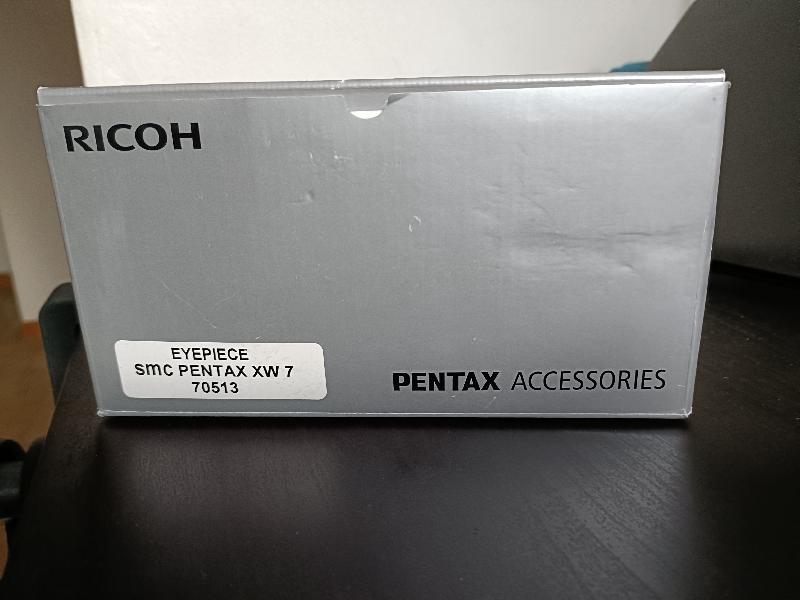 RICOH
EYEPIECE
smc PENTAX XW 7
70513
PENTAX ACCESSORIES